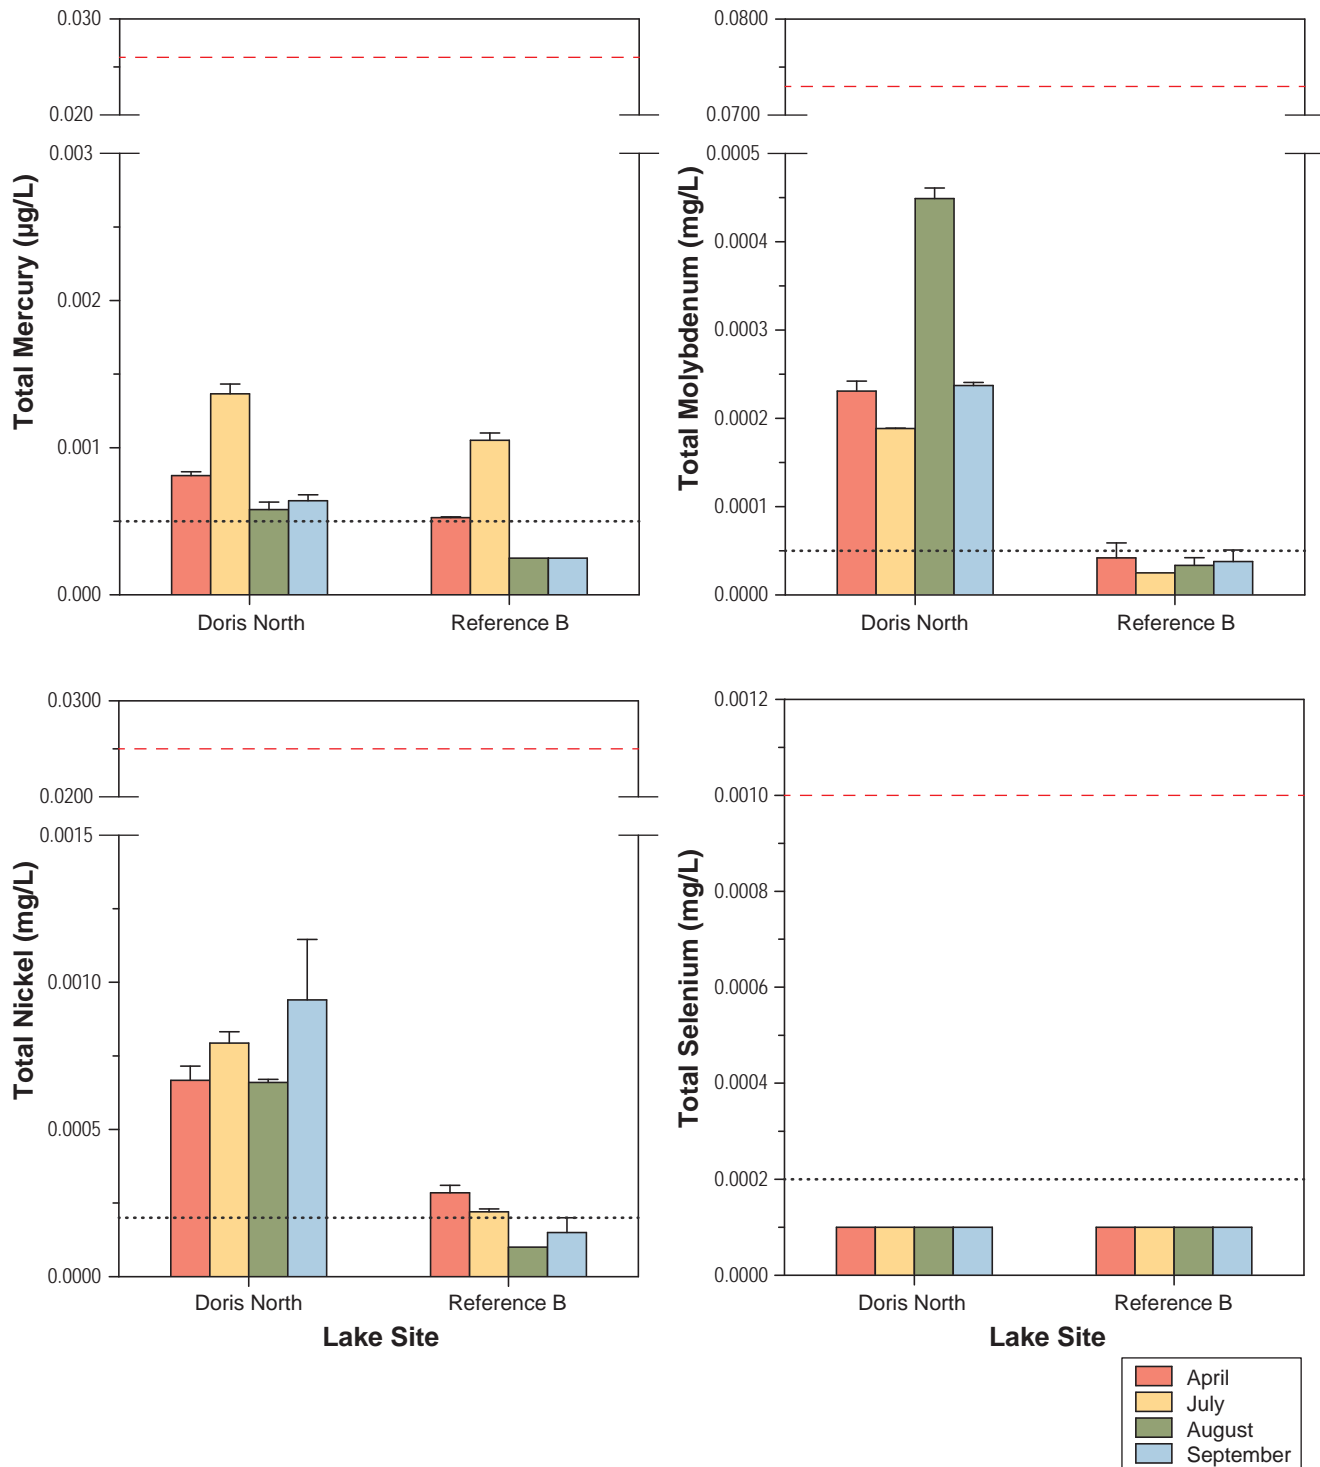 0.030
0.020
0.003
0.002
0.001
0.000
Total Mercury (µg/L)
Doris North
Reference B
0.0800
0.0700
0.0005
0.0004
0.0003
0.0002
0.0001
0.0000
Total Molybdenum (mg/L)
Doris North
Reference B
0.0300
0.0200
0.0015
0.0010
0.0005
0.0000
Total Nickel (mg/L)
Doris North
Reference B
Lake Site
0.0012
0.0010
0.0008
0.0006
0.0004
0.0002
0.0000
Total Selenium (mg/L)
Doris North
Reference B
Lake Site
April
July
August
September